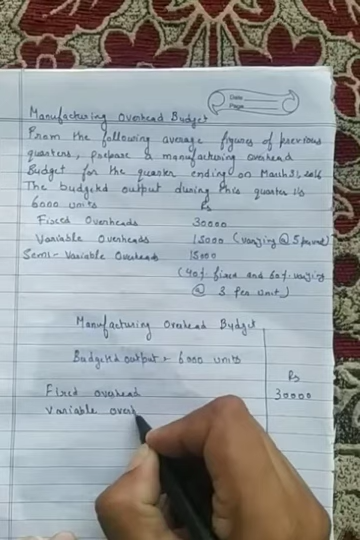 Date
Page
Manufacturing Overhead Budget
From the following average figures of previous
quarters, prepare a manufacturing overhead
Budget for the quarter ending on March 31, 2016
The budgeted output during this quarter is
6000 units Rs
Fixed Overheads 30000
Variable Overheads 15000 (varying @ 5 per unit)
Semi-Variable Overheads 15000
(40% fixed and 60% varying
@ 3 per unit)
Manufacturing Overhead Budget
Budgeted output = 6000 units
Rs
Fixed overhead 30000
Variable overh